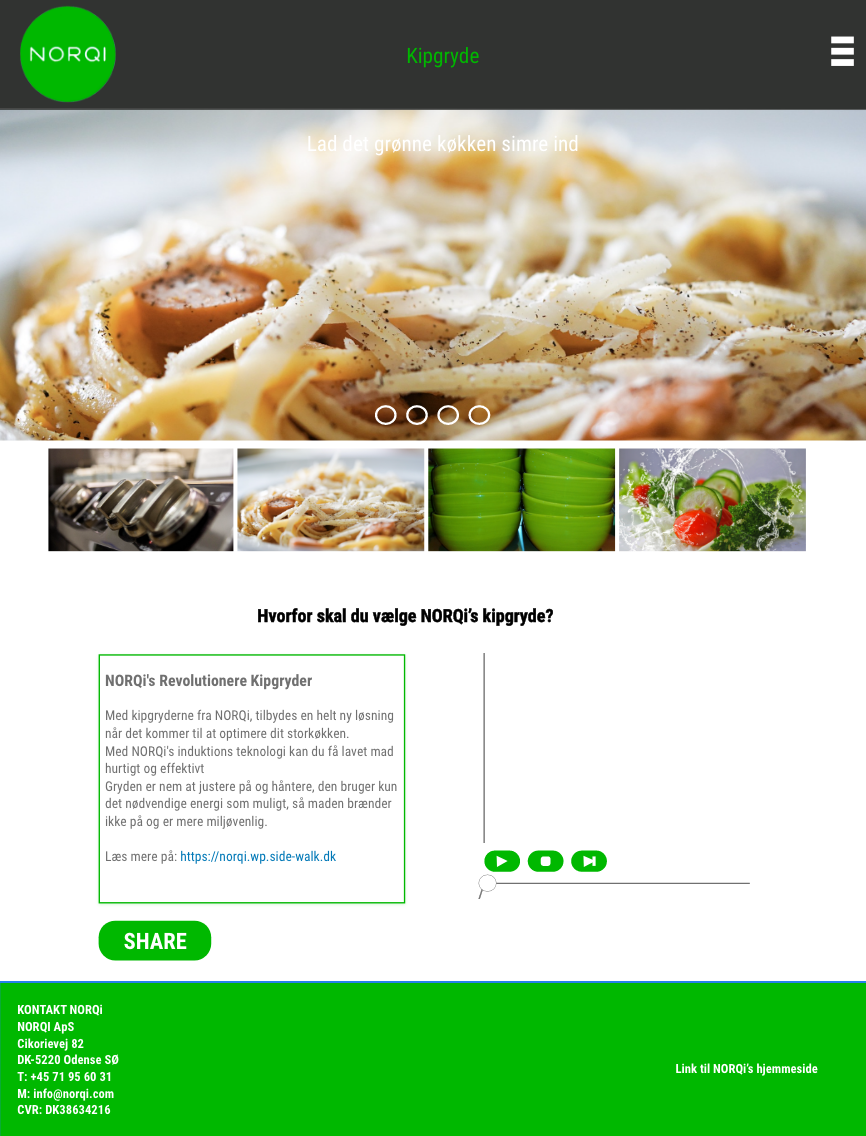 NORQI
Kipgryde
Lad det grønne køkken simre ind
Hvorfor skal du vælge NORQi's kipgryde?
NORQi's Revolutionere Kipgryder
Med kipgryderne fra NORQi, tilbydes en helt ny løsning
når det kommer til at optimere dit storkøkken.
Med NORQi's induktions teknologi kan du få lavet mad
hurtigt og effektivt
Gryden er nem at justere på og håntere, den bruger kun
det nødvendige energi som muligt, så maden brænder
ikke på og er mere miljøvenlig.
Læs mere på: https://norqi.wp.side-walk.dk
SHARE
KONTAKT NORQi
NORQI ApS
Cikorievej 82
DK-5220 Odense SØ
T: +45 71 95 60 31
M: info@norqi.com
CVR: DK38634216
Link til NORQi's hjemmeside